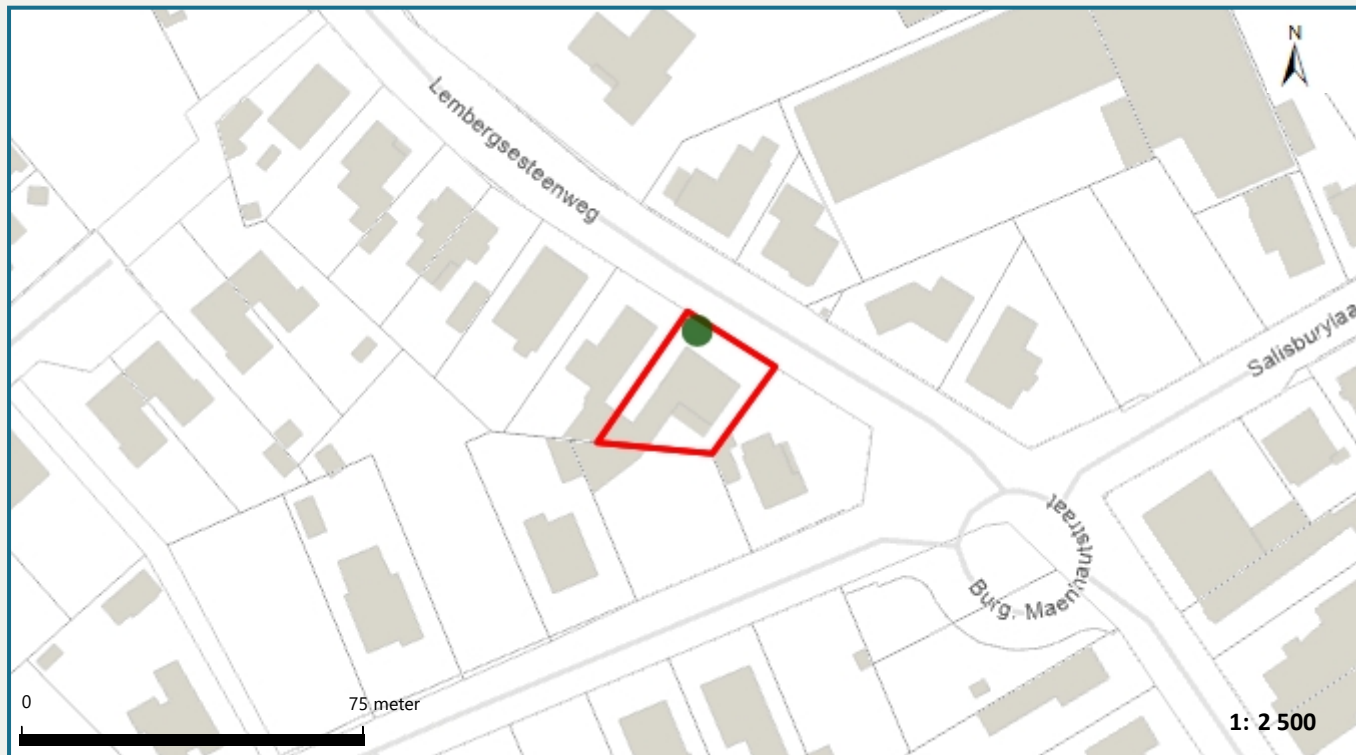 N
Lembergsesteenweg
Salisburylaa
Burg. Maenhautstraat
0
75 meter
1: 2 500